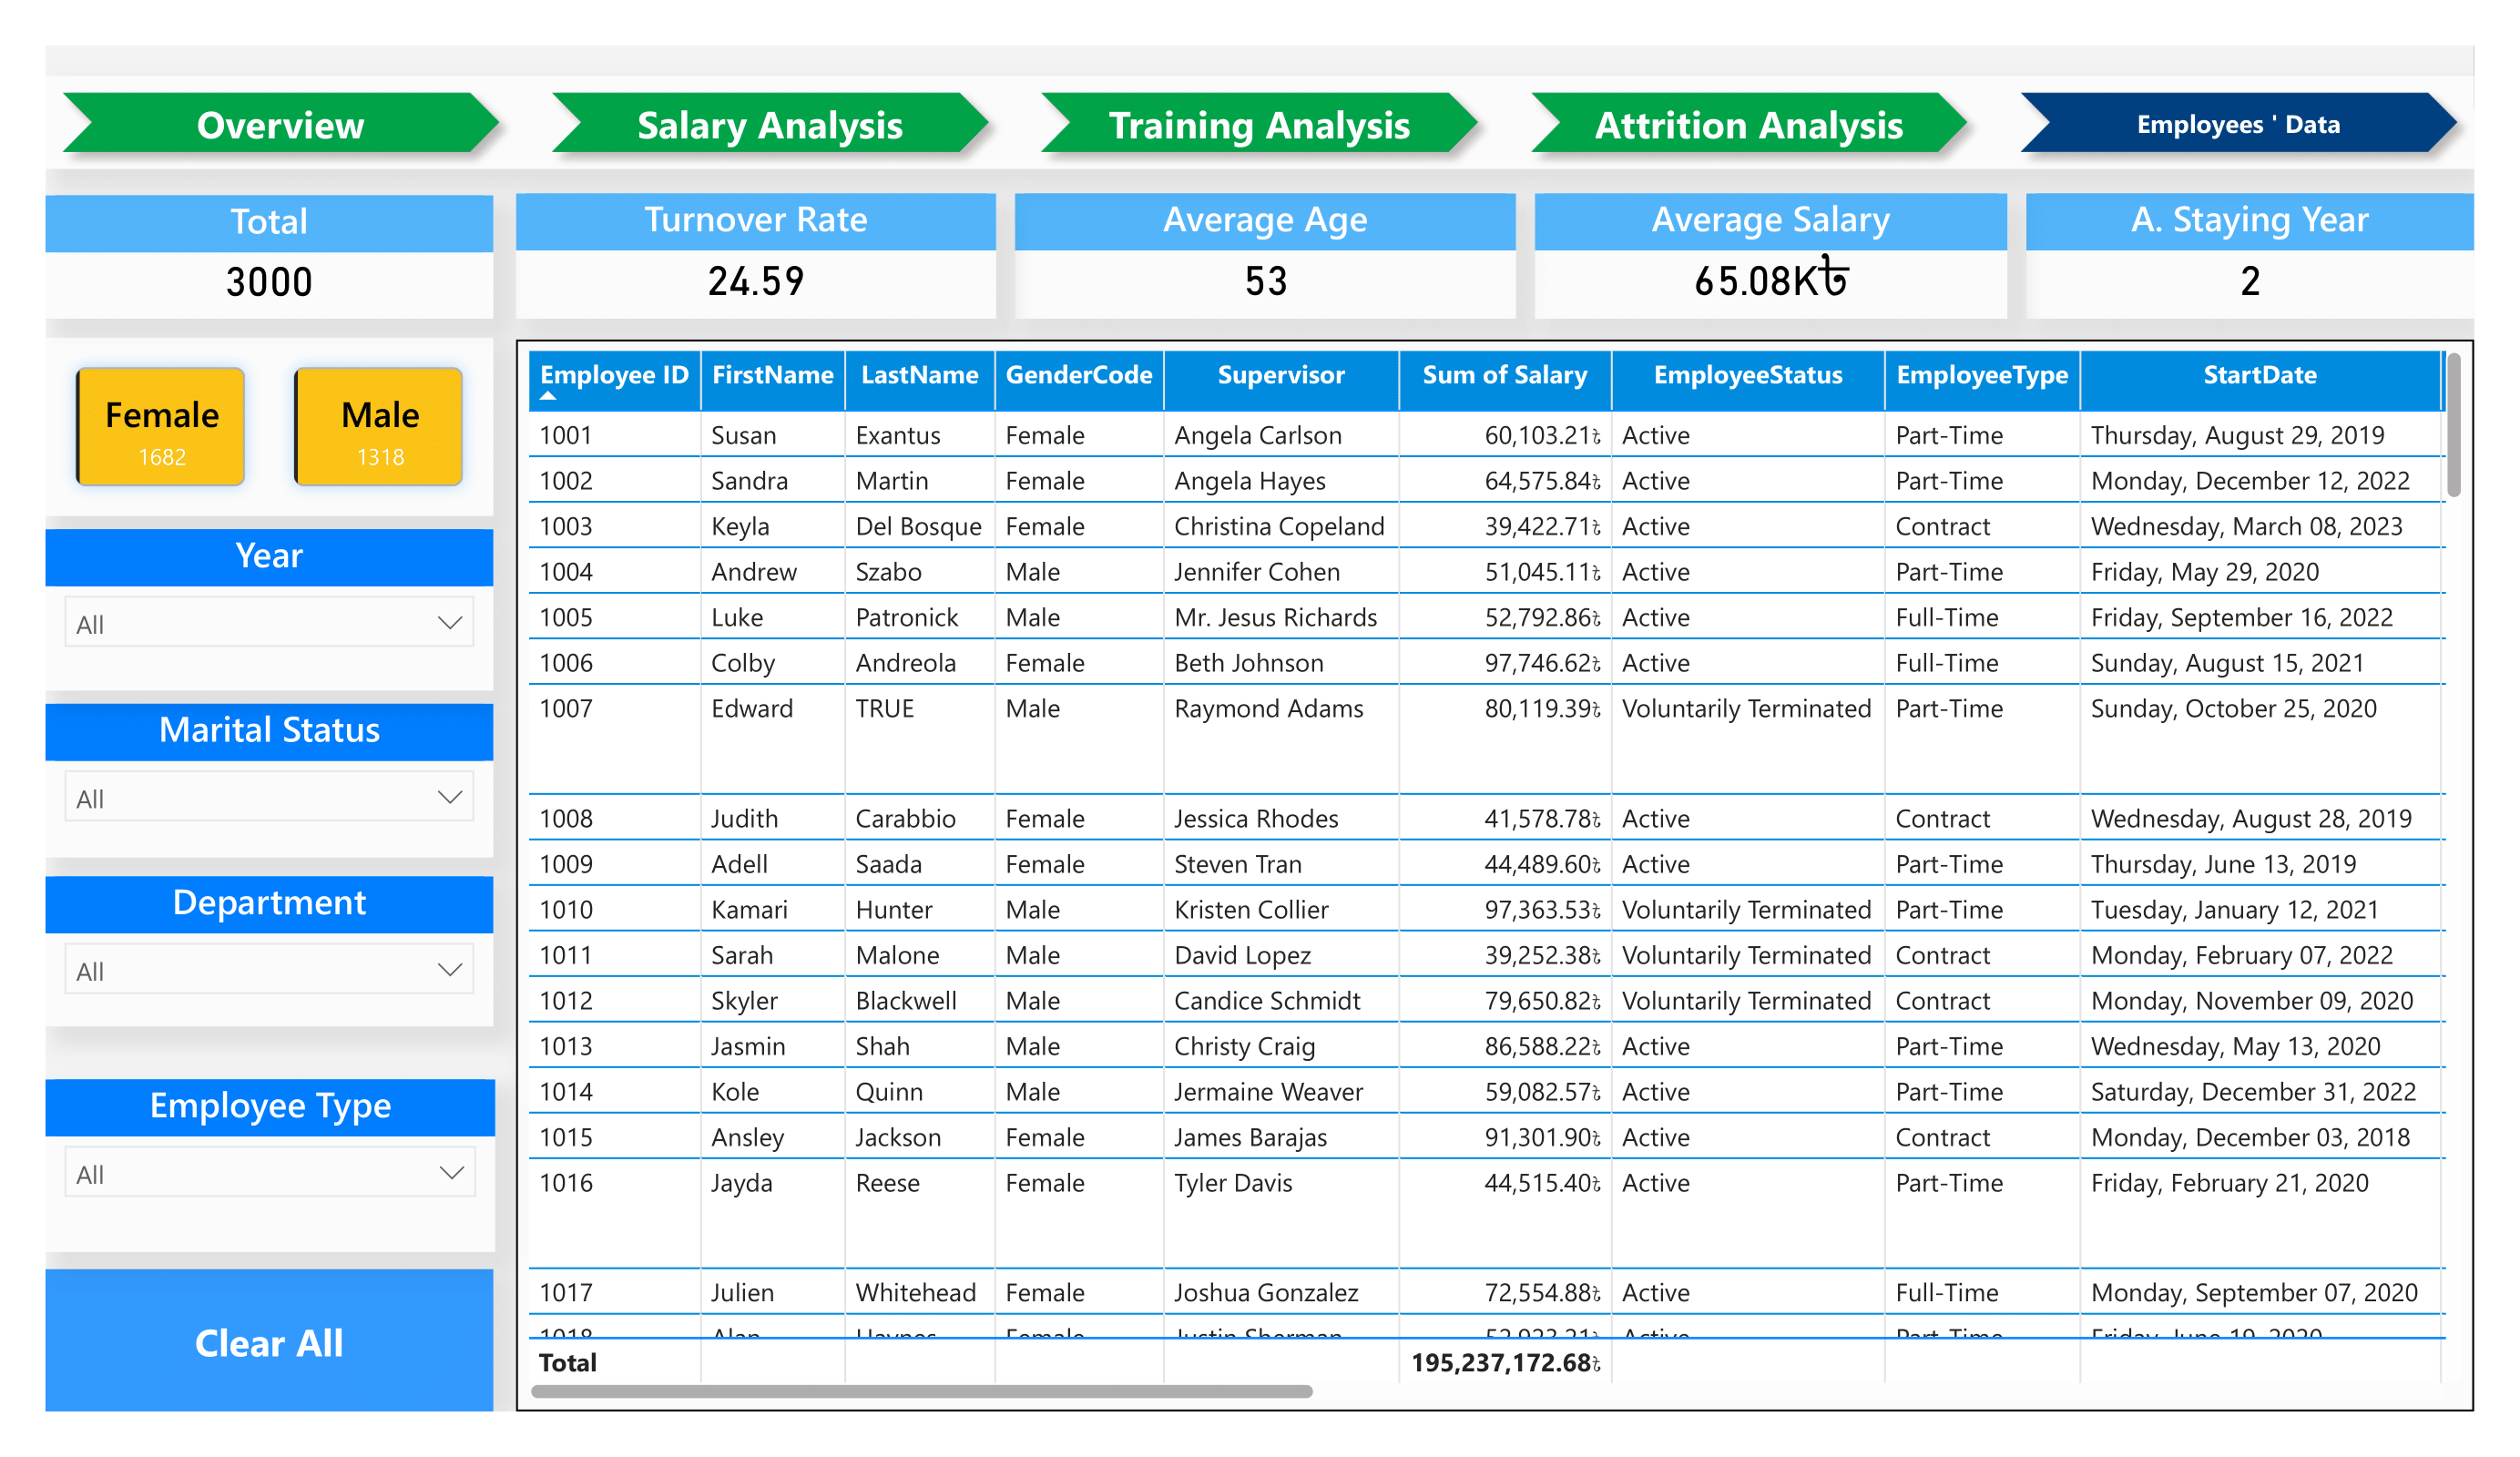 Overview Salary Analysis Training Analysis Attrition Analysis Employees ' Data
Total Turnover Rate Average Age Average Salary A. Staying Year
3000 24.59 53 65.08K৳ 2
Female Male
1682 1318
Year
All
Marital Status
All
Department
All
Employee Type
All
Clear All
Employee ID FirstName LastName GenderCode Supervisor Sum of Salary EmployeeStatus EmployeeType StartDate
1001 Susan Exantus Female Angela Carlson 60,103.21৳ Active Part-Time Thursday, August 29, 2019
1002 Sandra Martin Female Angela Hayes 64,575.84৳ Active Part-Time Monday, December 12, 2022
1003 Keyla Del Bosque Female Christina Copeland 39,422.71৳ Active Contract Wednesday, March 08, 2023
1004 Andrew Szabo Male Jennifer Cohen 51,045.11৳ Active Part-Time Friday, May 29, 2020
1005 Luke Patronick Male Mr. Jesus Richards 52,792.86৳ Active Full-Time Friday, September 16, 2022
1006 Colby Andreola Female Beth Johnson 97,746.62৳ Active Full-Time Sunday, August 15, 2021
1007 Edward TRUE Male Raymond Adams 80,119.39৳ Voluntarily Terminated Part-Time Sunday, October 25, 2020
1008 Judith Carabbio Female Jessica Rhodes 41,578.78৳ Active Contract Wednesday, August 28, 2019
1009 Adell Saada Female Steven Tran 44,489.60৳ Active Part-Time Thursday, June 13, 2019
1010 Kamari Hunter Male Kristen Collier 97,363.53৳ Voluntarily Terminated Part-Time Tuesday, January 12, 2021
1011 Sarah Malone Male David Lopez 39,252.38৳ Voluntarily Terminated Contract Monday, February 07, 2022
1012 Skyler Blackwell Male Candice Schmidt 79,650.82৳ Voluntarily Terminated Contract Monday, November 09, 2020
1013 Jasmin Shah Male Christy Craig 86,588.22৳ Active Part-Time Wednesday, May 13, 2020
1014 Kole Quinn Male Jermaine Weaver 59,082.57৳ Active Part-Time Saturday, December 31, 2022
1015 Ansley Jackson Female James Barajas 91,301.90৳ Active Contract Monday, December 03, 2018
1016 Jayda Reese Female Tyler Davis 44,515.40৳ Active Part-Time Friday, February 21, 2020
1017 Julien Whitehead Female Joshua Gonzalez 72,554.88৳ Active Full-Time Monday, September 07, 2020
Total 195,237,172.68৳